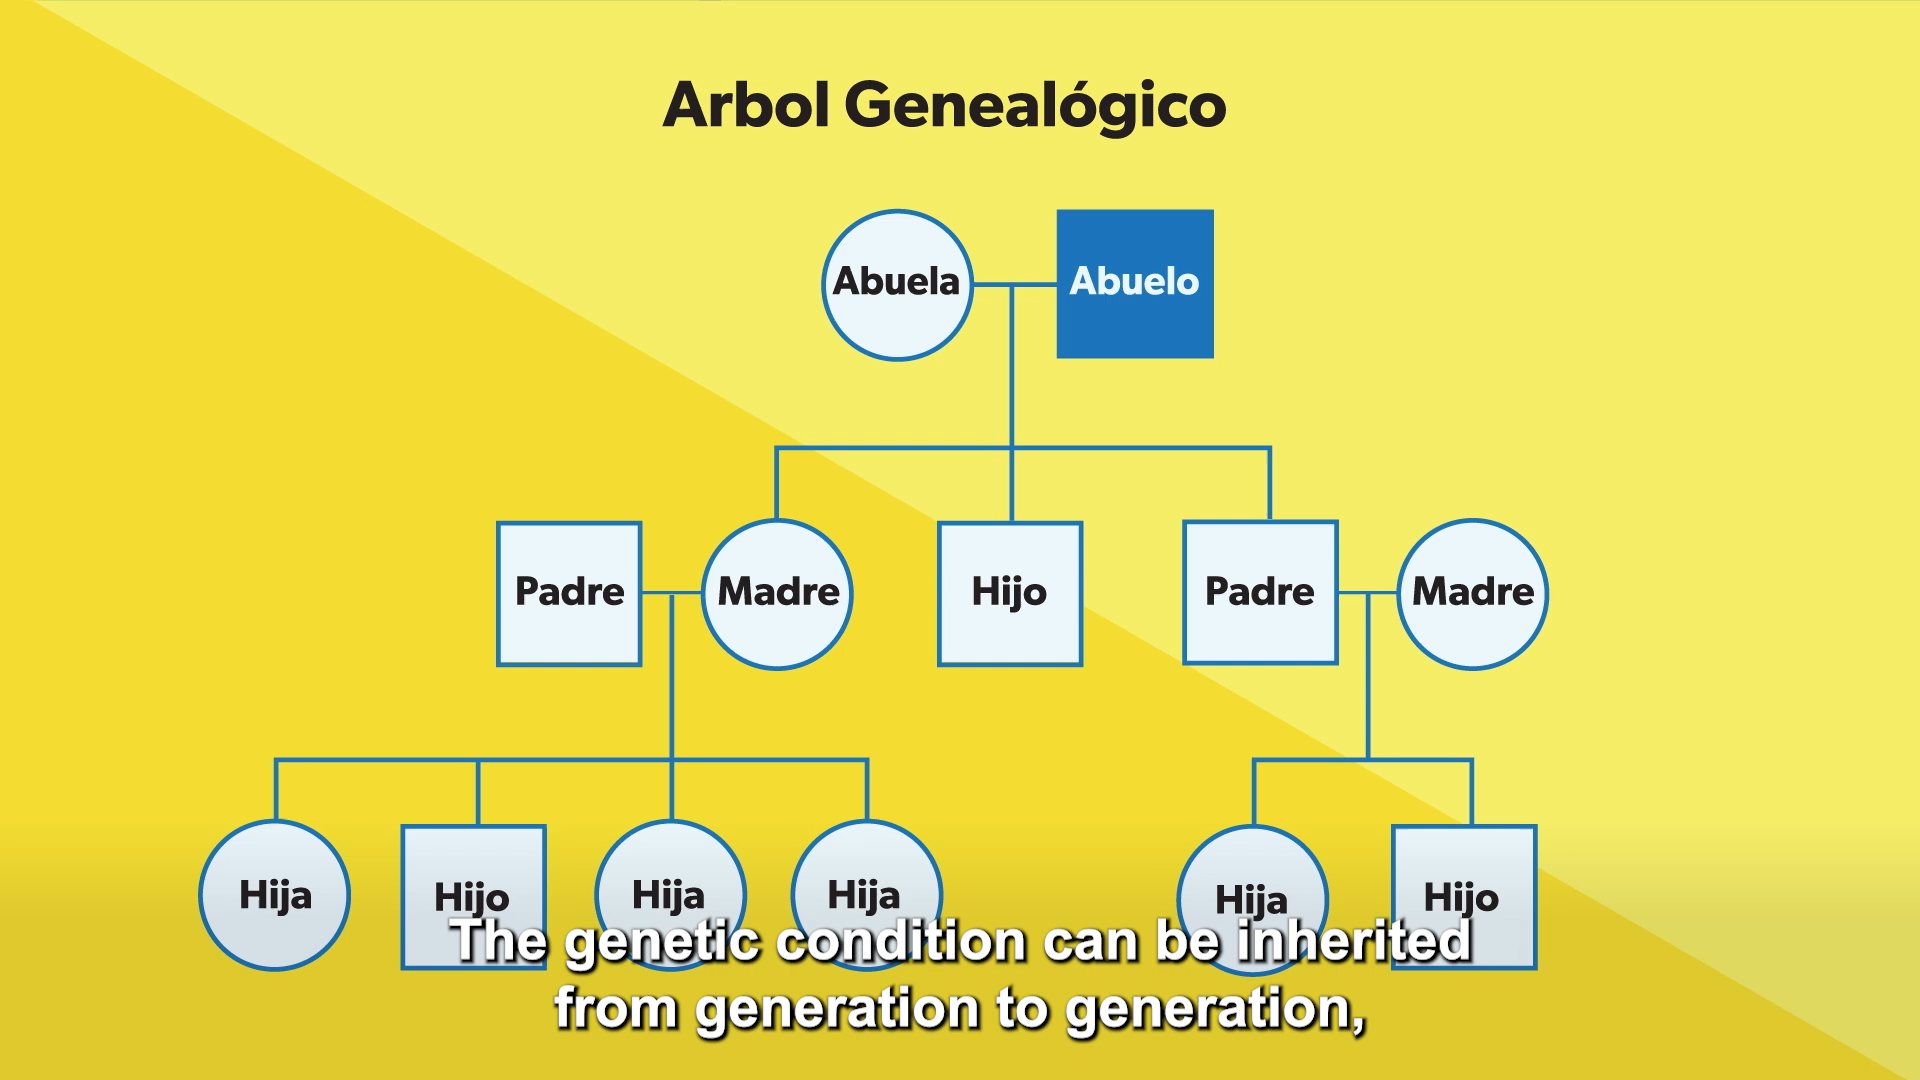 Arbol Genealógico
Abuela
Abuelo
Padre
Madre
Hijo
Padre
Madre
Hija
Hijo
Hija
Hija
Hija
Hijo
The genetic condition can be inherited
from generation to generation,